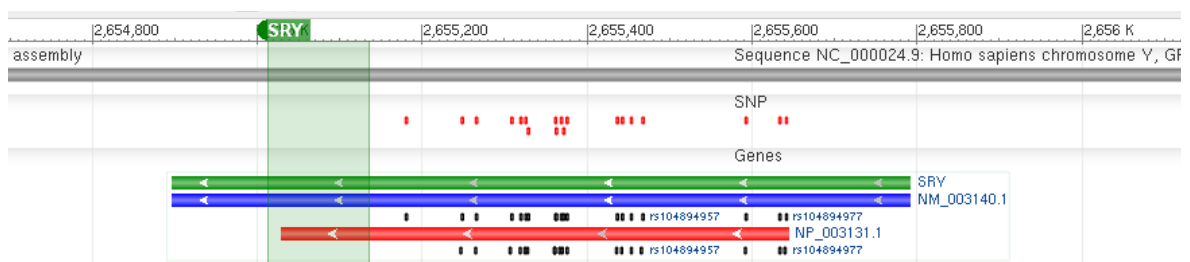 2,654,800 SRY K 2,655,200 2,655,400 2,655,600 2,655,800 2,656 K
assembly Sequence NC_000024.9: Homo sapiens chromosome Y, GF
SNP
Genes
SRY
NM_003140.1
rs104894957 rs104894977
NP_003131.1
rs104894957 rs104894977